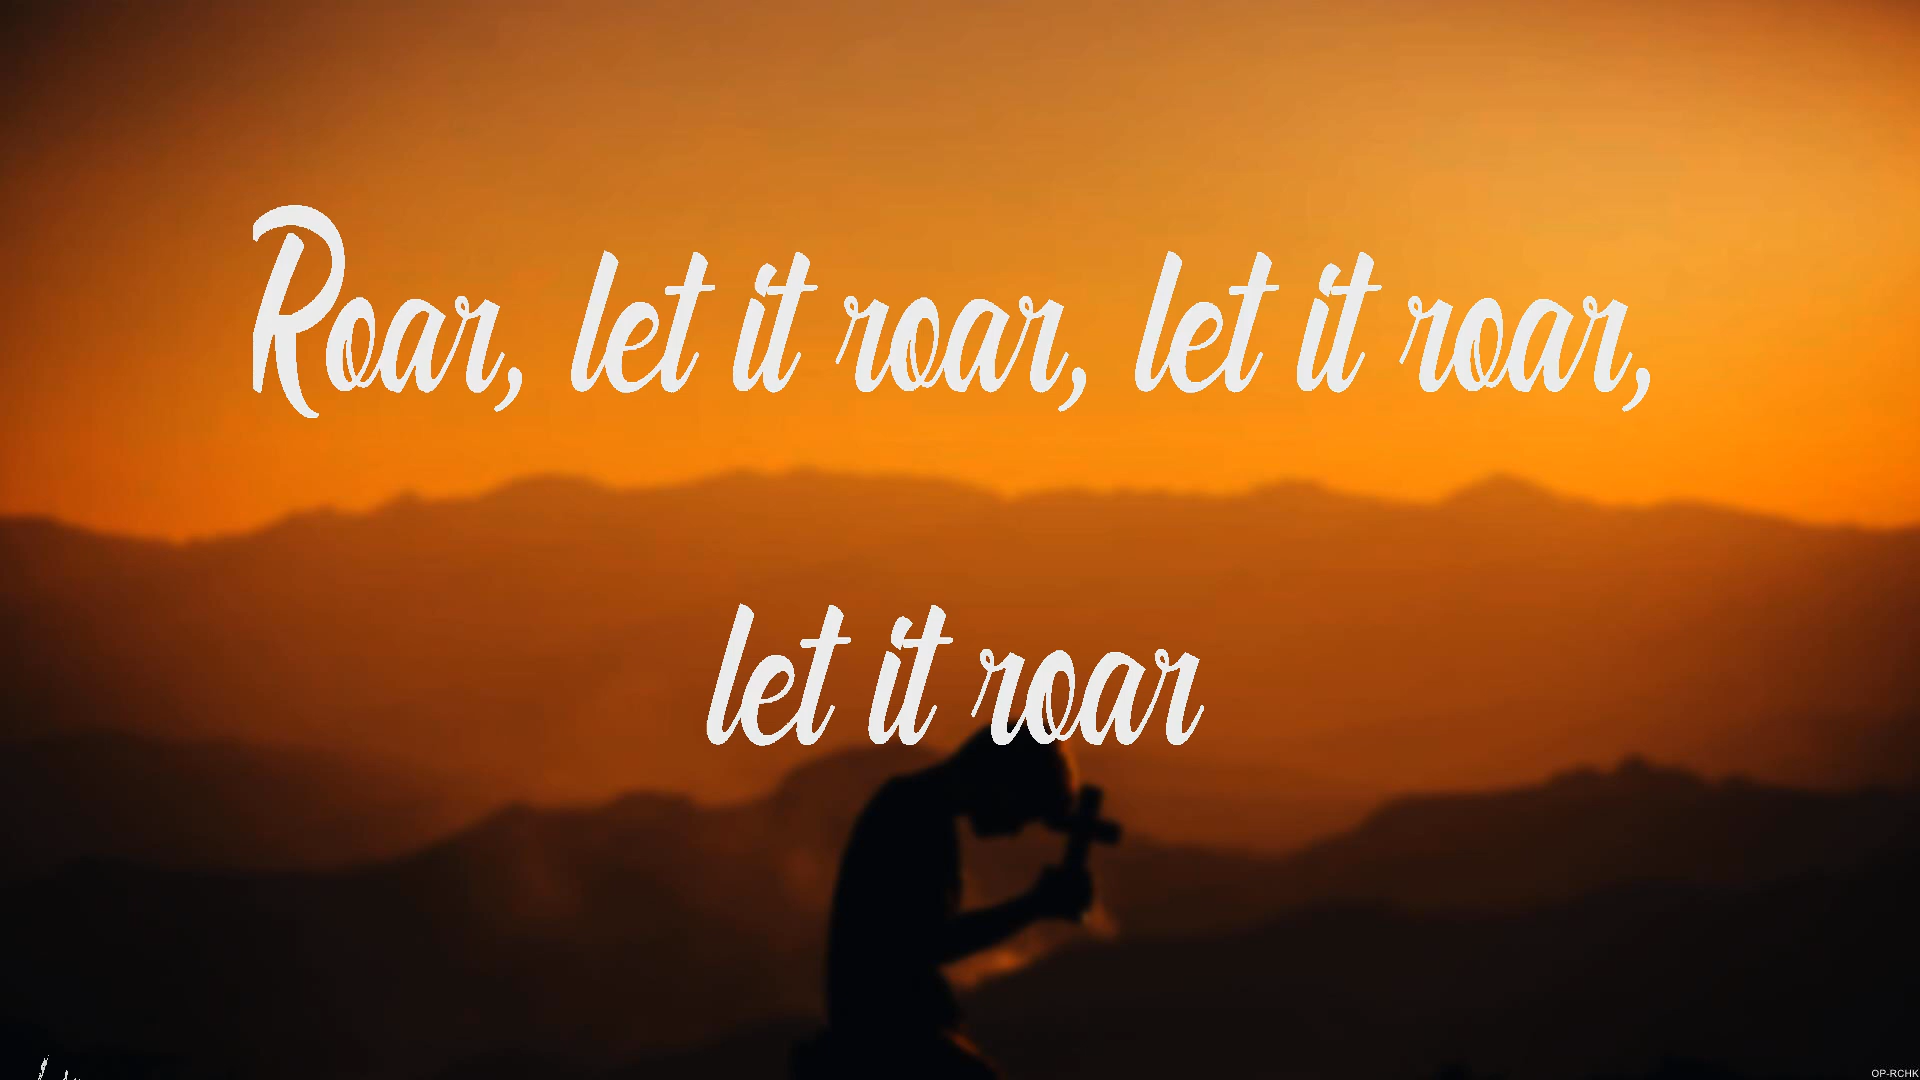 Roar, let it roar, let it roar,
let it roar
OP-RCHK